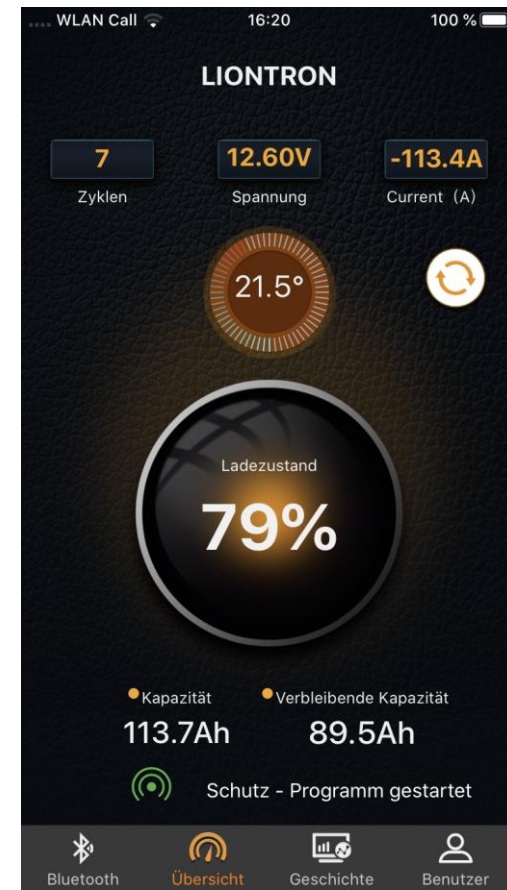 .... WLAN Call 16:20 100 %
LIONTRON
7 12.60V -113.4A
Zyklen Spannung Current (A)
21.5°
Ladezustand
79%
Kapazität Verbleibende Kapazität
113.7Ah 89.5Ah
Schutz - Programm gestartet
Bluetooth Übersicht Geschichte Benutzer